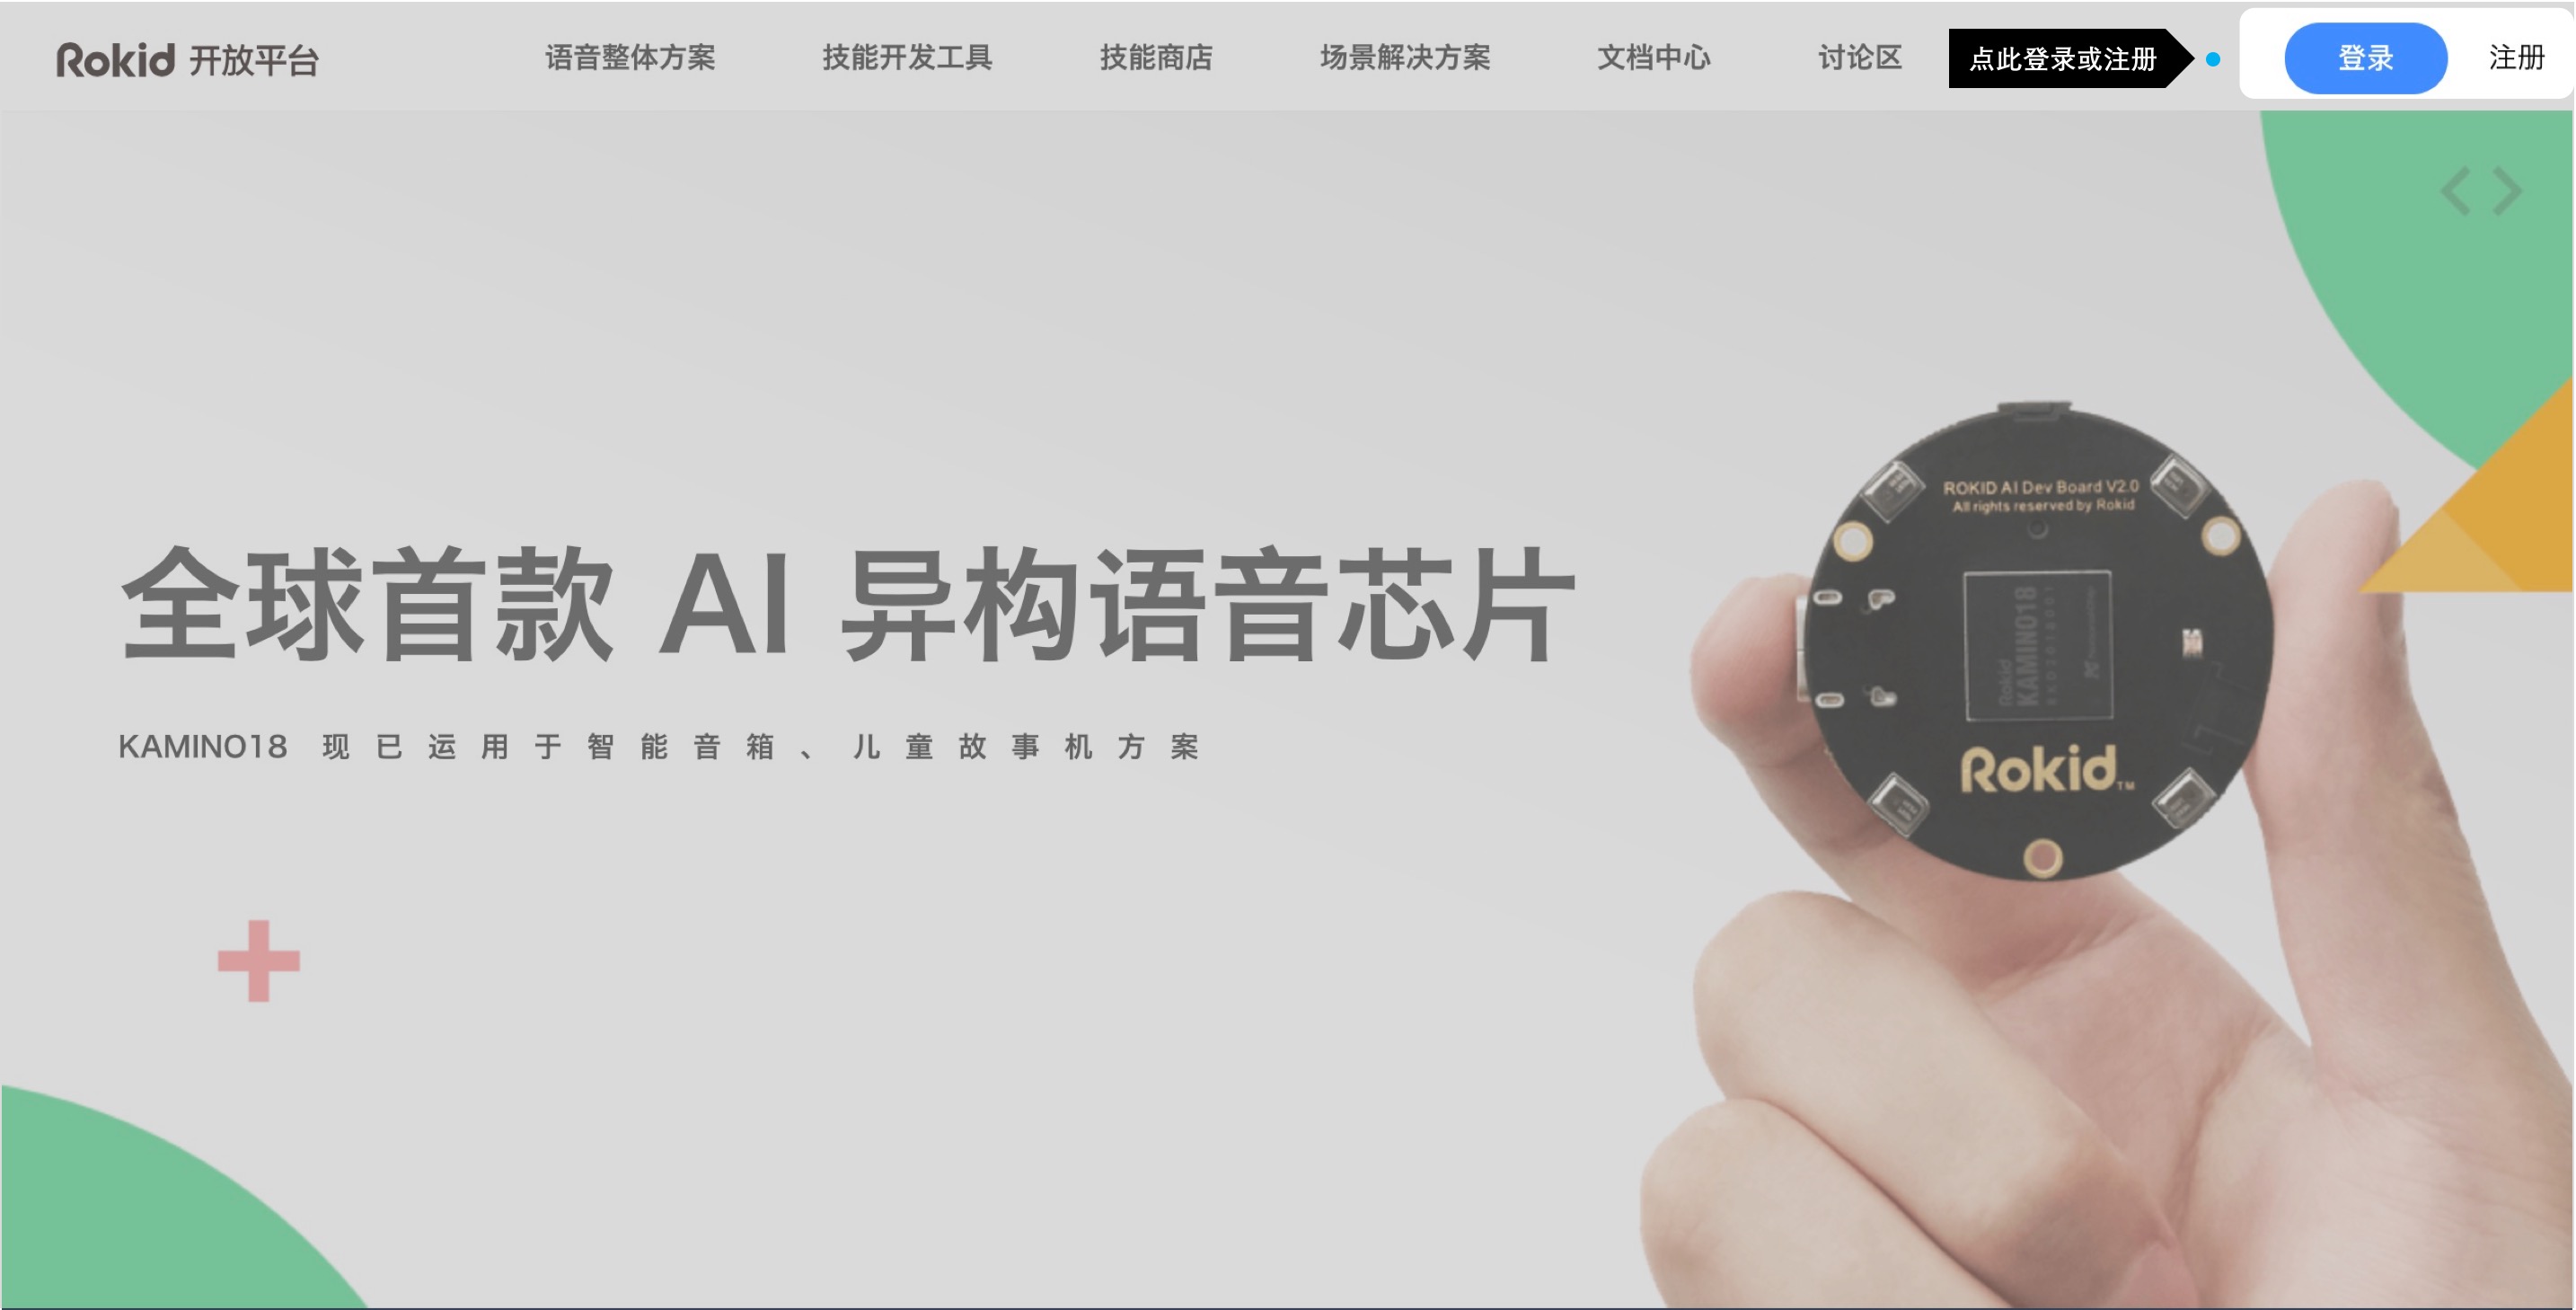 Rokid 开放平台
语音整体方案
技能开发工具
技能商店
场景解决方案
文档中心
讨论区
点此登录或注册
登录
注册
ROKID AI Dev Board V2.0
All rights reserved by Rokid
全球首款 AI 异构语音芯片
Rokid
KAMINO18
KAMINO18 现已运用于智能音箱、儿童故事机方案
Rokid™